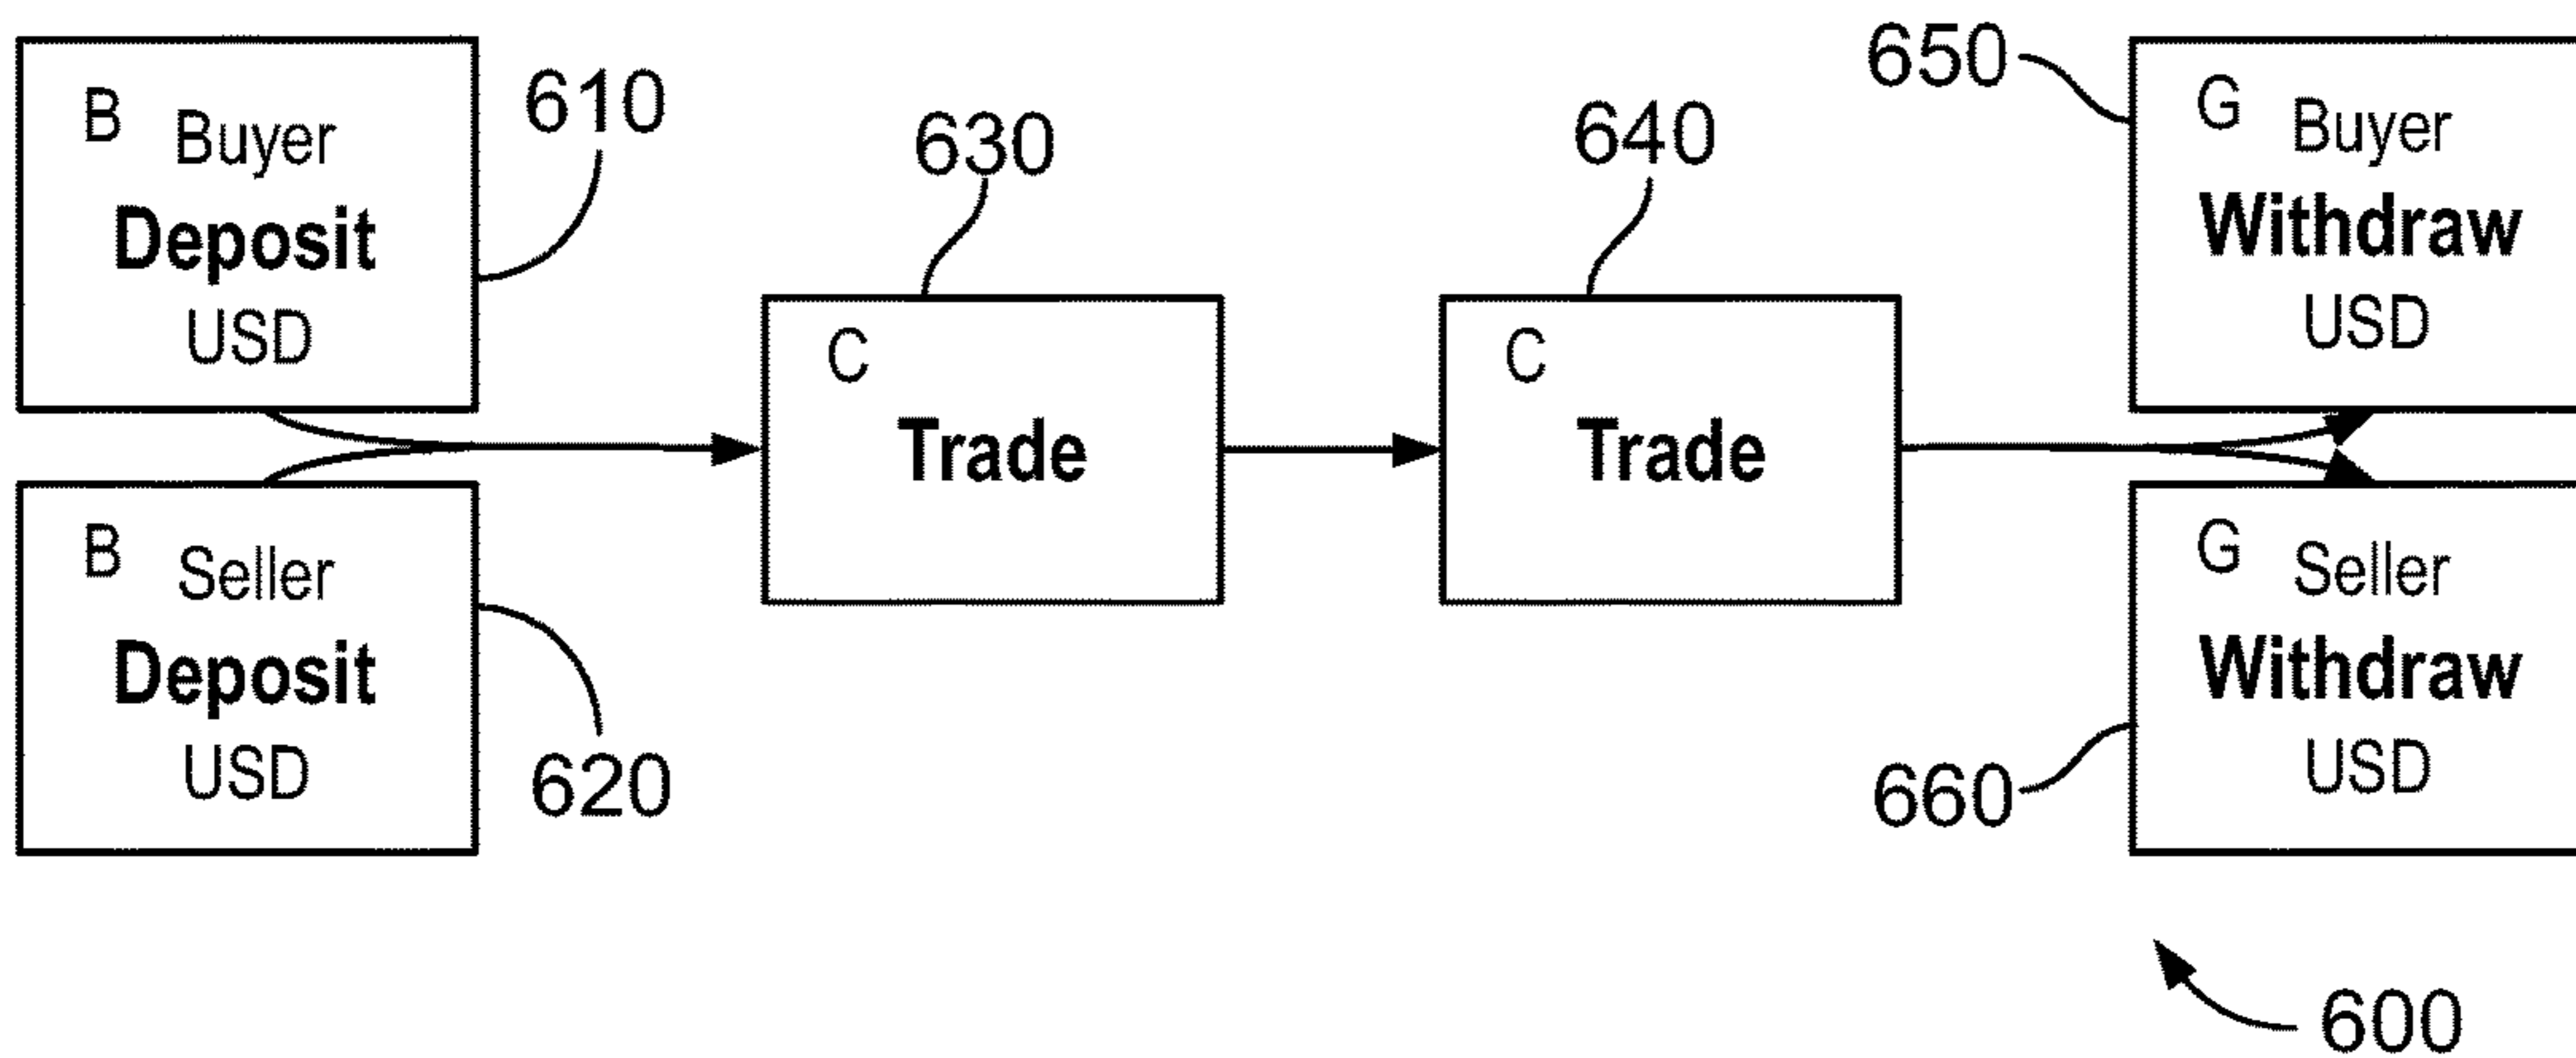 B Buyer
Deposit
USD
610
B Seller
Deposit
USD
620
630
C
Trade
640
C
Trade
650
G Buyer
Withdraw
USD
660
G Seller
Withdraw
USD
600